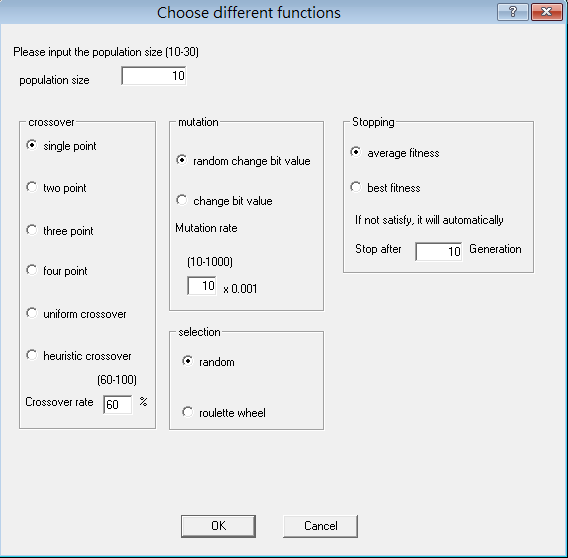 Choose different functions
?
Please input the population size (10-30)
population size
10
crossover
single point
two point
three point
four point
uniform crossover
heuristic crossover
(60-100)
Crossover rate 60 %
mutation
random change bit value
change bit value
Mutation rate
(10-1000)
10 x 0.001
selection
random
roulette wheel
Stopping
average fitness
best fitness
If not satisfy, it will automatically
Stop after 10 Generation
OK
Cancel